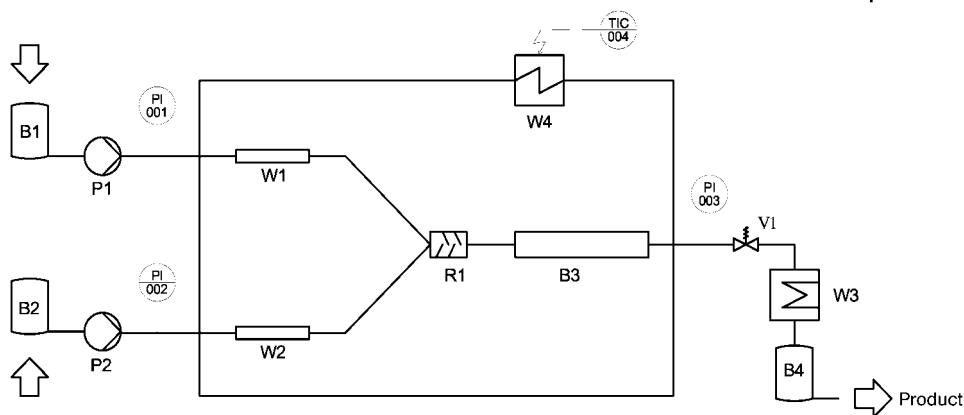 TIC
004
PI
001
W4
B1
W1
P1
PI
003
V1
R1
B3
PI
002
B2
W3
W2
P2
B4
Product